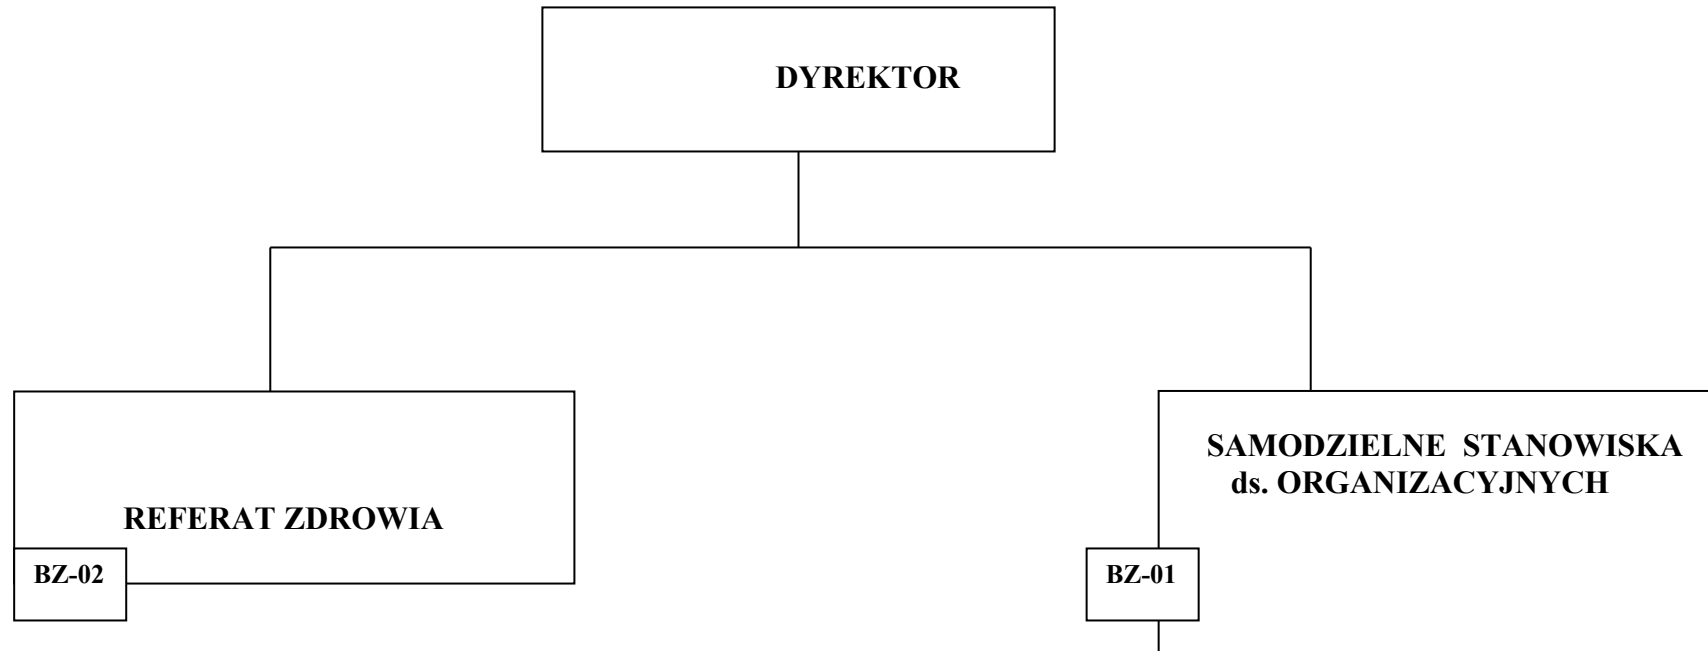 DYREKTOR
REFERAT ZDROWIA
BZ-02
SAMODZIELNE STANOWISKA
ds. ORGANIZACYJNYCH
BZ-01